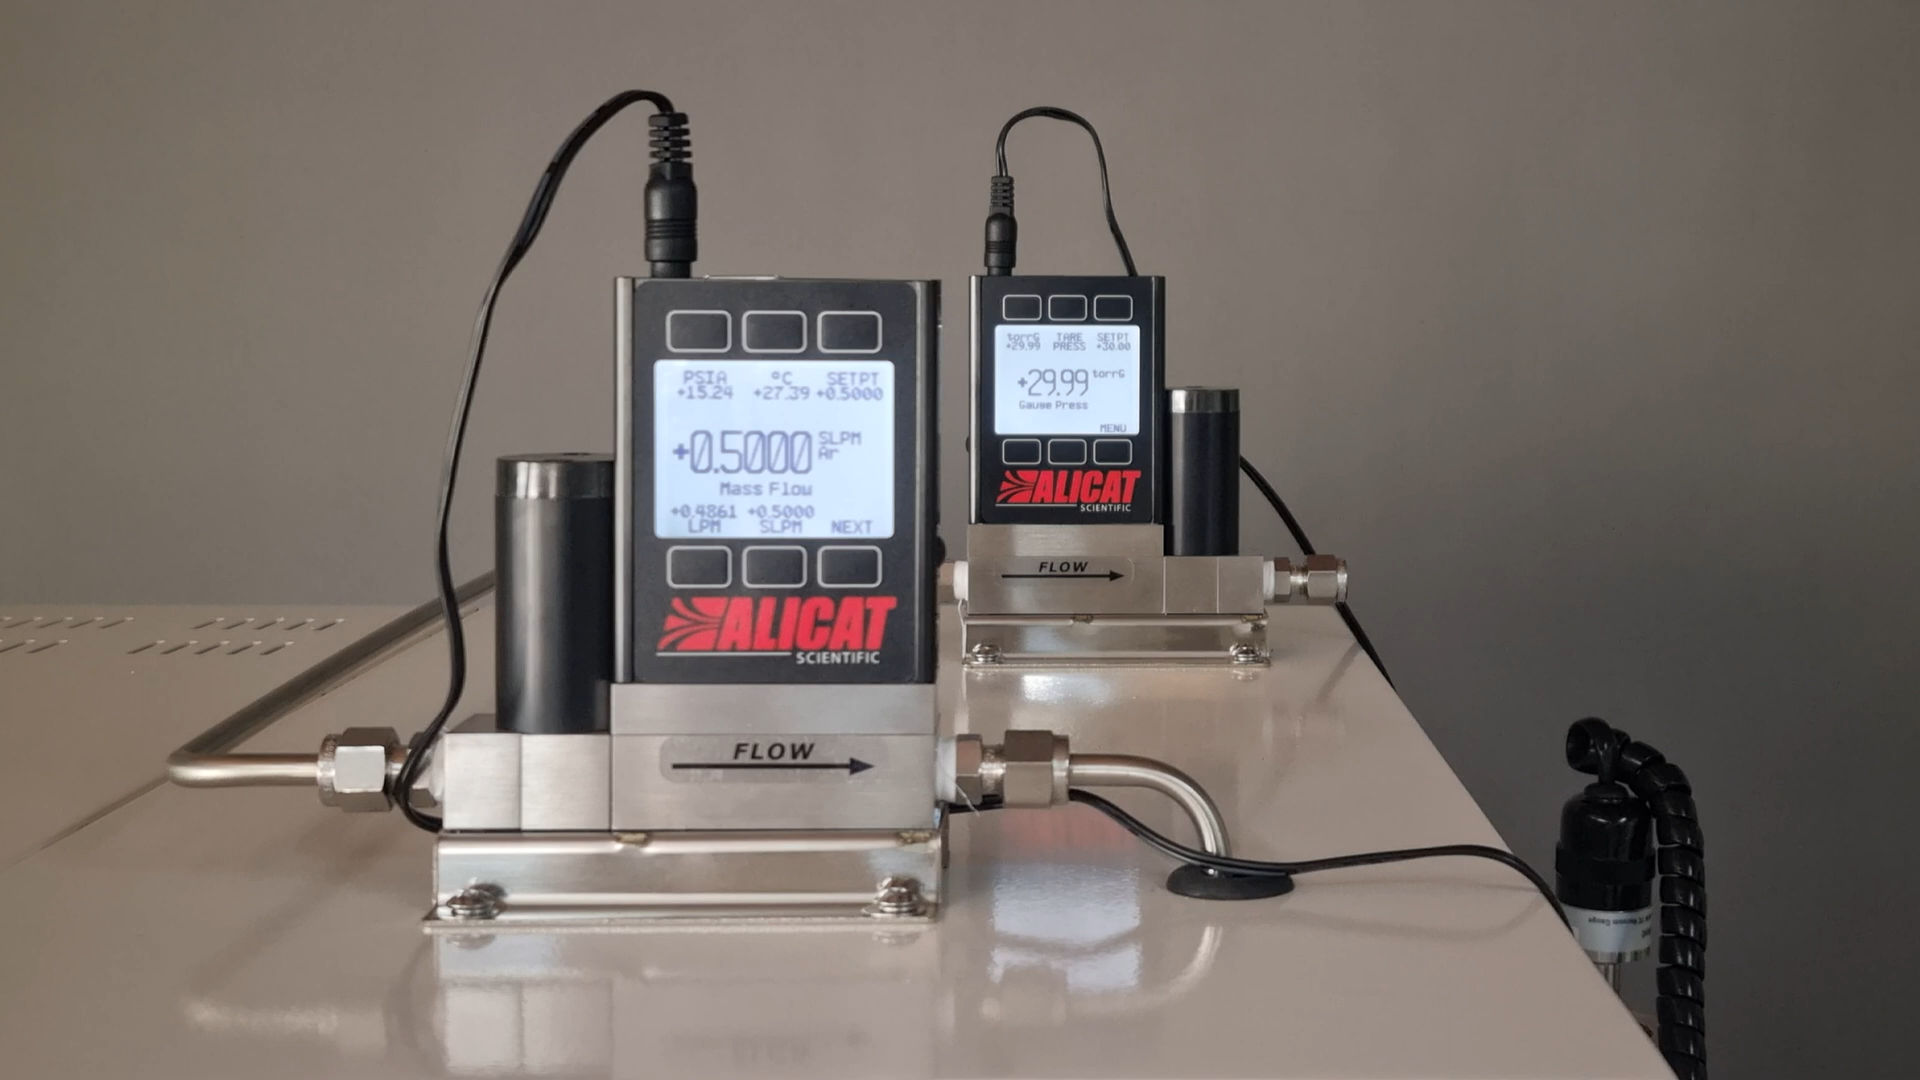 PSIA °C SETPT
+15.24 +27.39 +0.5000
+0.5000 SLPM
Ar
Mass Flow
+0.4861 +0.5000
LPM SLPM NEXT
ALICAT
SCIENTIFIC
FLOW
torrG TARE SETPT
+29.99 PRESS +30.00
+29.99 torrG
Gauge Press
MENU
ALICAT
SCIENTIFIC
FLOW
Vacuum Gauge